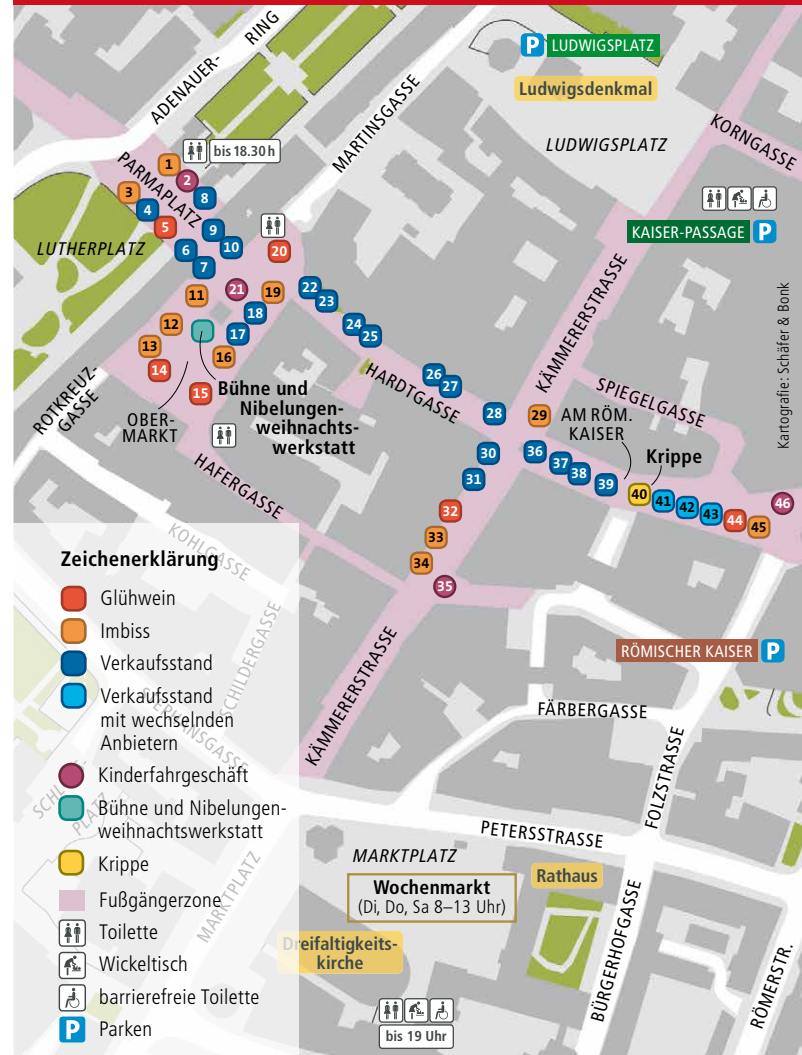 ADENAUER-
RING
P LUDWIGSPLATZ
Ludwigsdenkmal
MARTINSGASSE
LUDWIGSPLATZ
KORNGASSE
bis 18.30 h
PARMAPLATZ
1
2
3
4
5
6
7
8
9
10
LUTHERPLATZ
KAISER-PASSAGE P
KÄMMERERSTRASSE
Kartografie: Schäfer & Bonk
20
21
11
12
13
14
15
16
17
18
19
22
23
24
25
26
27
28
29
HARDTGASSE
SPIEGELGASSE
ROTKREUZ-
GASSE
OBER-
MARKT
Bühne und
Nibelungen-
weihnachts-
werkstatt
AM RÖM.
KAISER
Krippe
30
31
32
33
34
35
36
37
38
39
40
41
42
43
44
45
46
HAFERGASSE
KOHLGASSE
SCHILDERGASSE
STEPHANSGASSE
PLATZ
MARKTPLATZ
Zeichenerklärung
Glühwein
Imbiss
Verkaufsstand
Verkaufsstand
mit wechselnden
Anbietern
Kinderfahrgeschäft
Bühne und Nibelungen-
weihnachtswerkstatt
Krippe
Fußgängerzone
Toilette
Wickeltisch
barrierefreie Toilette
P Parken
RÖMISCHER KAISER P
KÄMMERERSTRASSE
FÄRBERGASSE
FOLZSTRASSE
PETERSSTRASSE
MARKTPLATZ
Wochenmarkt
(Di, Do, Sa 8–13 Uhr)
Rathaus
Dreifaltigkeits-
kirche
BÜRGERHOFGASSE
RÖMERSTR.
bis 19 Uhr